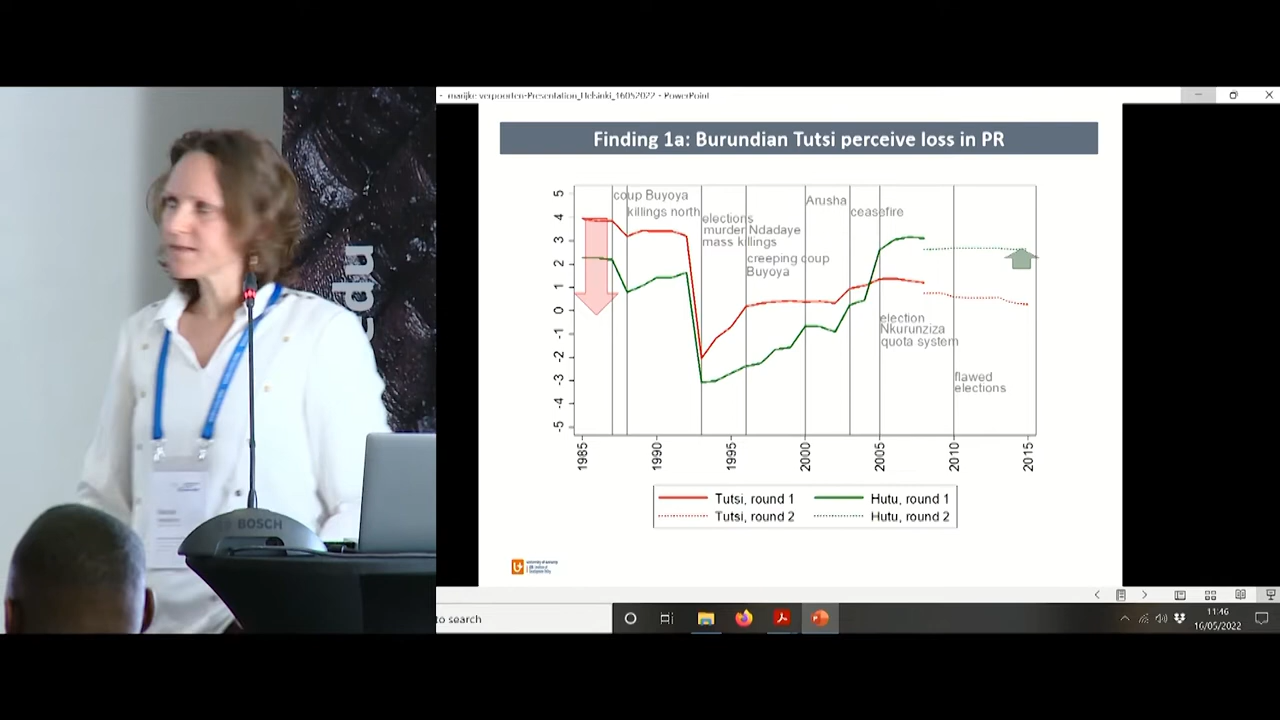 marijke verpoorten-Presentation_Helsinki_16052022 - PowerPoint
edu
BOSCH
Finding 1a: Burundian Tutsi perceive loss in PR
5
4
3
2
1
0
-1
-2
-3
-4
-5
coup Buyoya
killings north
elections
murder Ndadaye
mass killings
creeping coup
Buyoya
Arusha
ceasefire
election
Nkurunziza
quota system
flawed
elections
1985
1990
1995
2000
2005
2010
2015
Tutsi, round 1
Hutu, round 1
Tutsi, round 2
Hutu, round 2
to search
11:46
16/05/2022